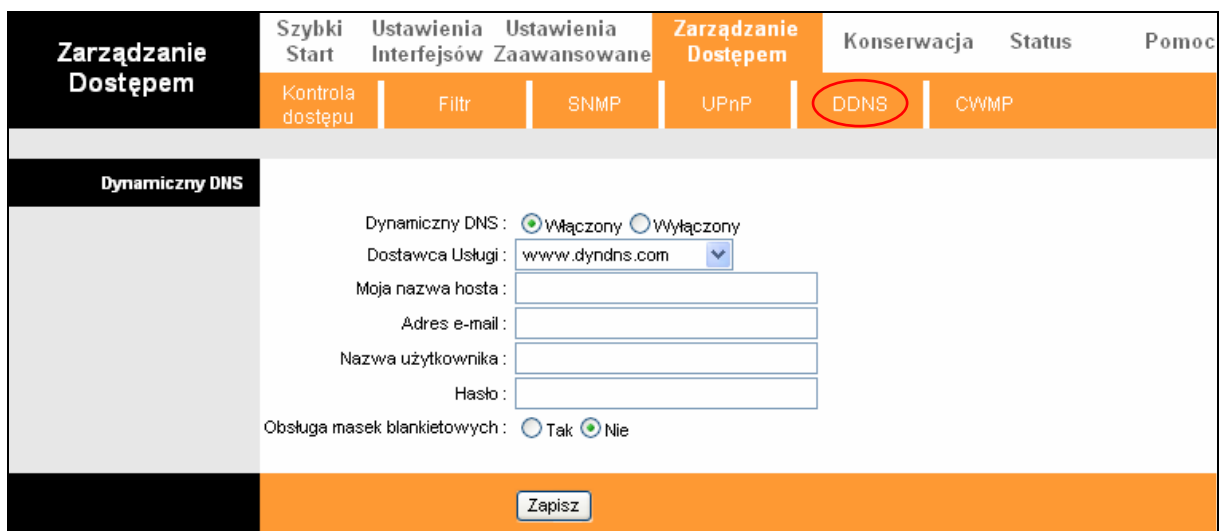 Zarządzanie
Dostępem
Szybki
Start
Ustawienia
Interfejsów
Ustawienia
Zaawansowane
Zarządzanie
Dostępem
Konserwacja
Status
Pomoc
Kontrola
dostępu
Filtr
SNMP
UPnP
DDNS
CWMP
Dynamiczny DNS
Dynamiczny DNS : Włączony Wyłączony
Dostawca Usługi : www.dyndns.com
Moja nazwa hosta :
Adres e-mail :
Nazwa użytkownika :
Hasło :
Obsługa masek blankietowych : Tak Nie
Zapisz